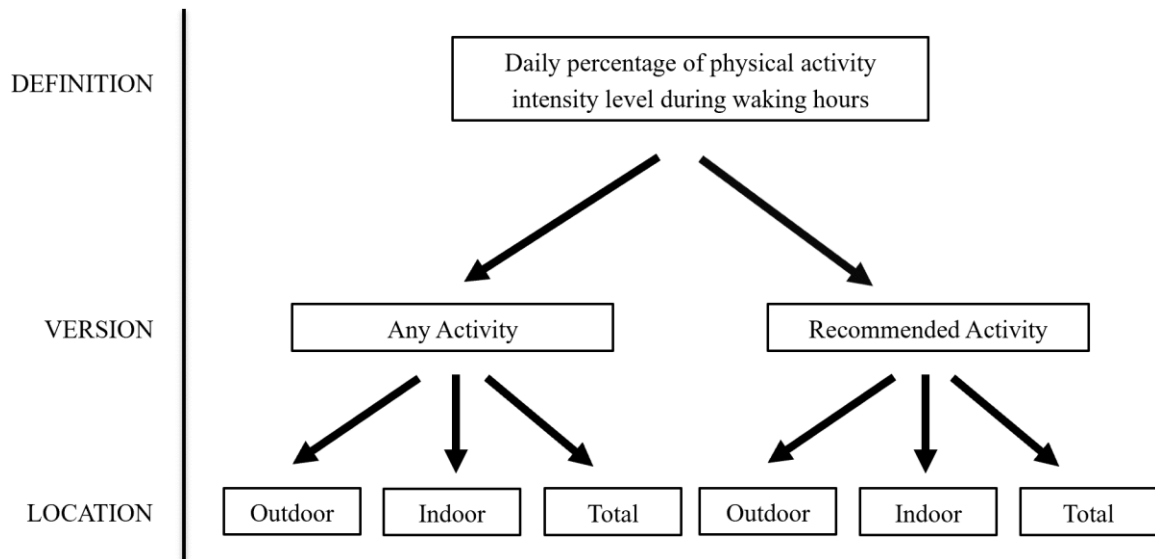 DEFINITION
Daily percentage of physical activity
intensity level during waking hours
VERSION
Any Activity
Recommended Activity
LOCATION
Outdoor
Indoor
Total
Outdoor
Indoor
Total